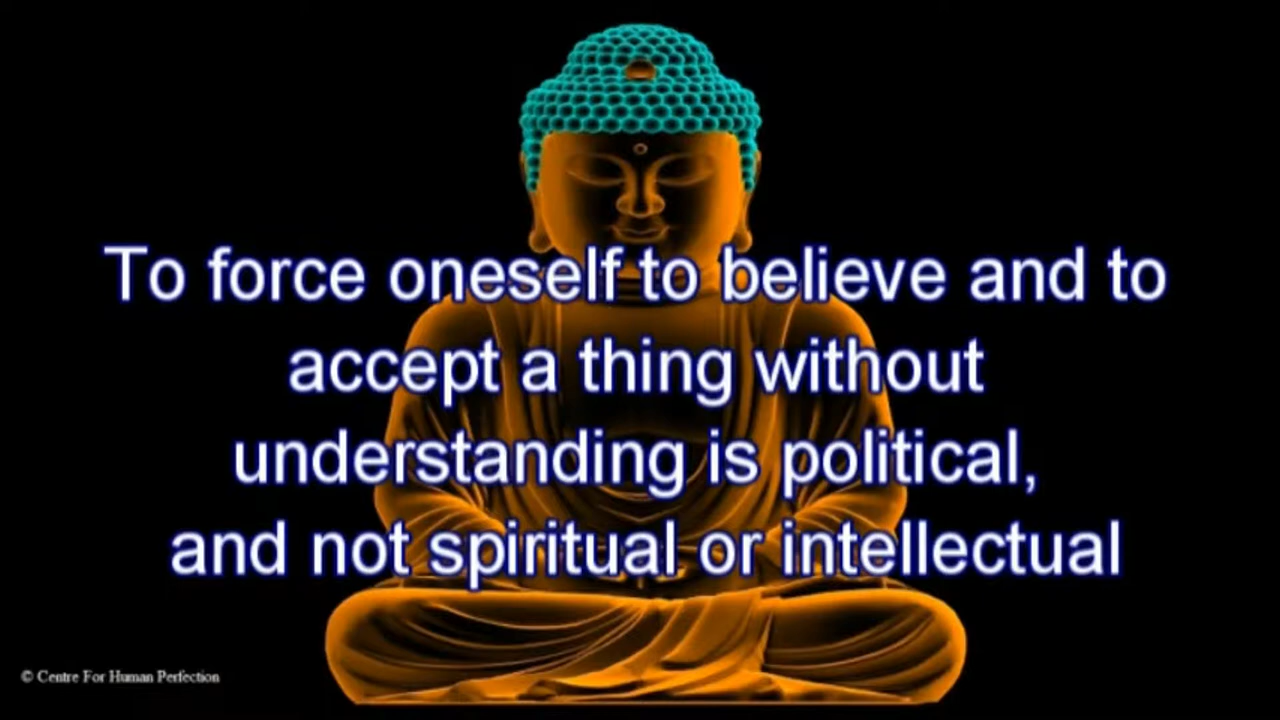 To force oneself to believe and to
accept a thing without
understanding is political,
and not spiritual or intellectual
© Centre For Human Perfection